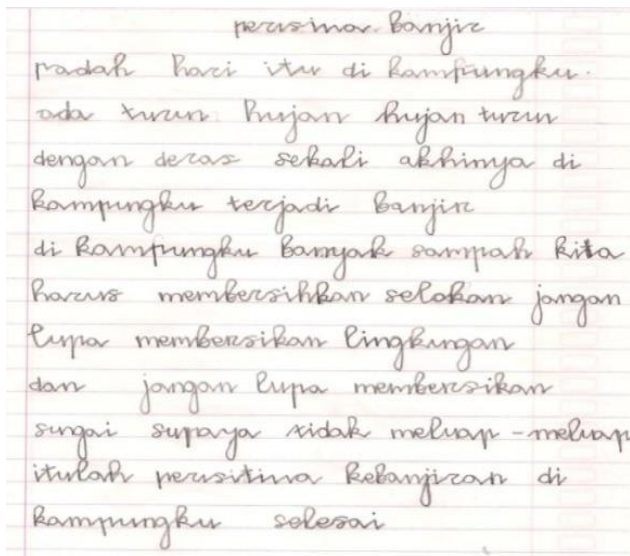 perisinar Banjir
padah hari itu di kampungku.
ada turun hujan hujan turun
dengan deras sekali akhinya di
kampungku terjadi Banjir
di kampungku Banyak sampah kita
harus membersihkan selokan jangan
lupa membersikan lingkungan
dan jangan lupa membersikan
sungai supaya tidak meluap - meluap
itulah perisitiwa kebanjiran di
kampungku selesai